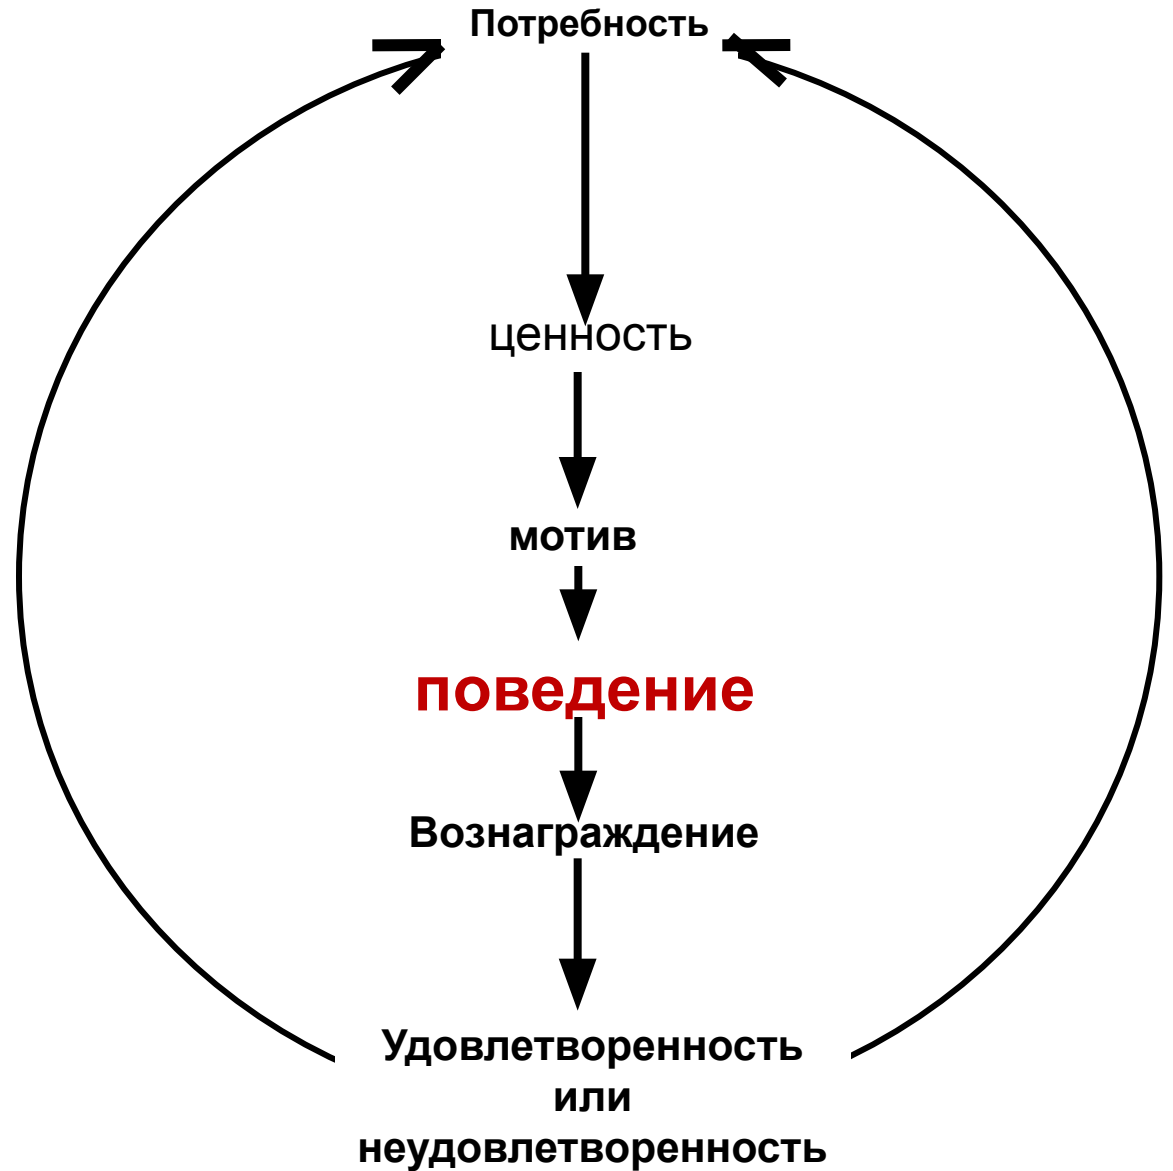 Потребность
ценность
мотив
поведение
Вознаграждение
Удовлетворенность
или
неудовлетворенность